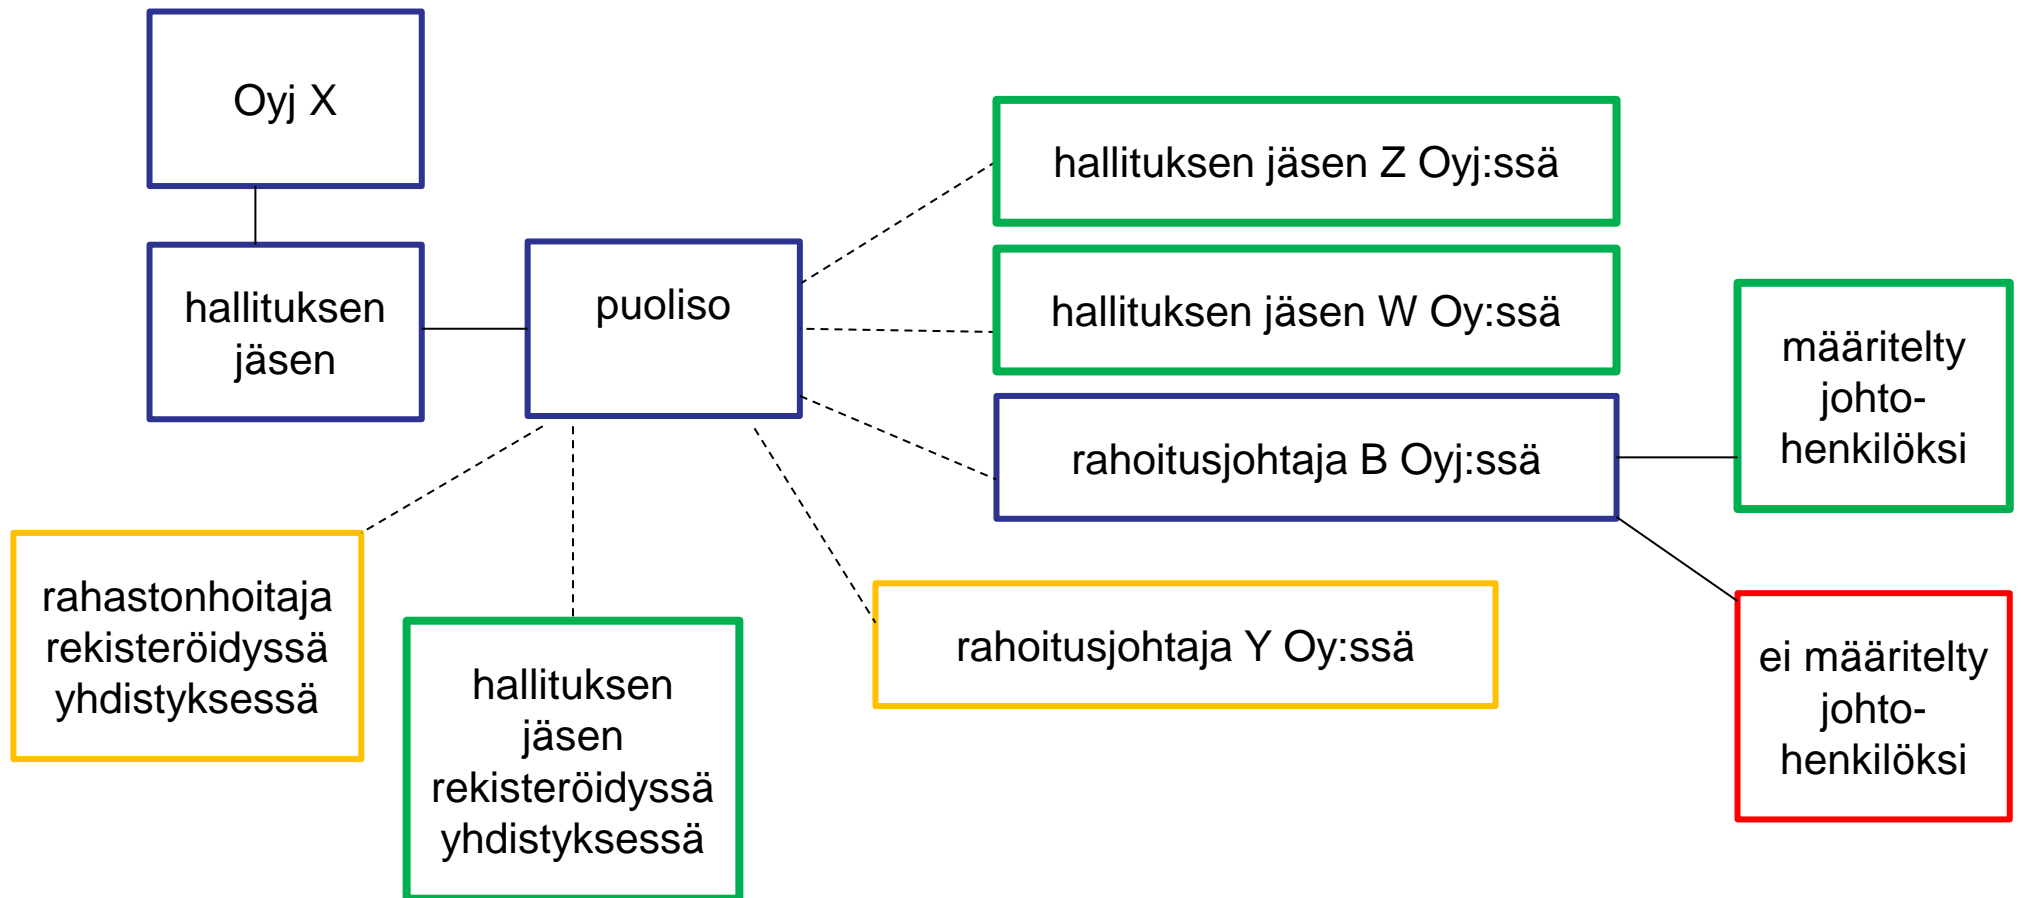 Oyj X
hallituksen
jäsen
puoliso
hallituksen jäsen Z Oyj:ssä
hallituksen jäsen W Oy:ssä
rahoitusjohtaja B Oyj:ssä
määritelty
johto-
henkilöksi
ei määritelty
johto-
henkilöksi
rahoitusjohtaja Y Oy:ssä
rahastonhoitaja
rekisteröidyssä
yhdistyksessä
hallituksen
jäsen
rekisteröidyssä
yhdistyksessä